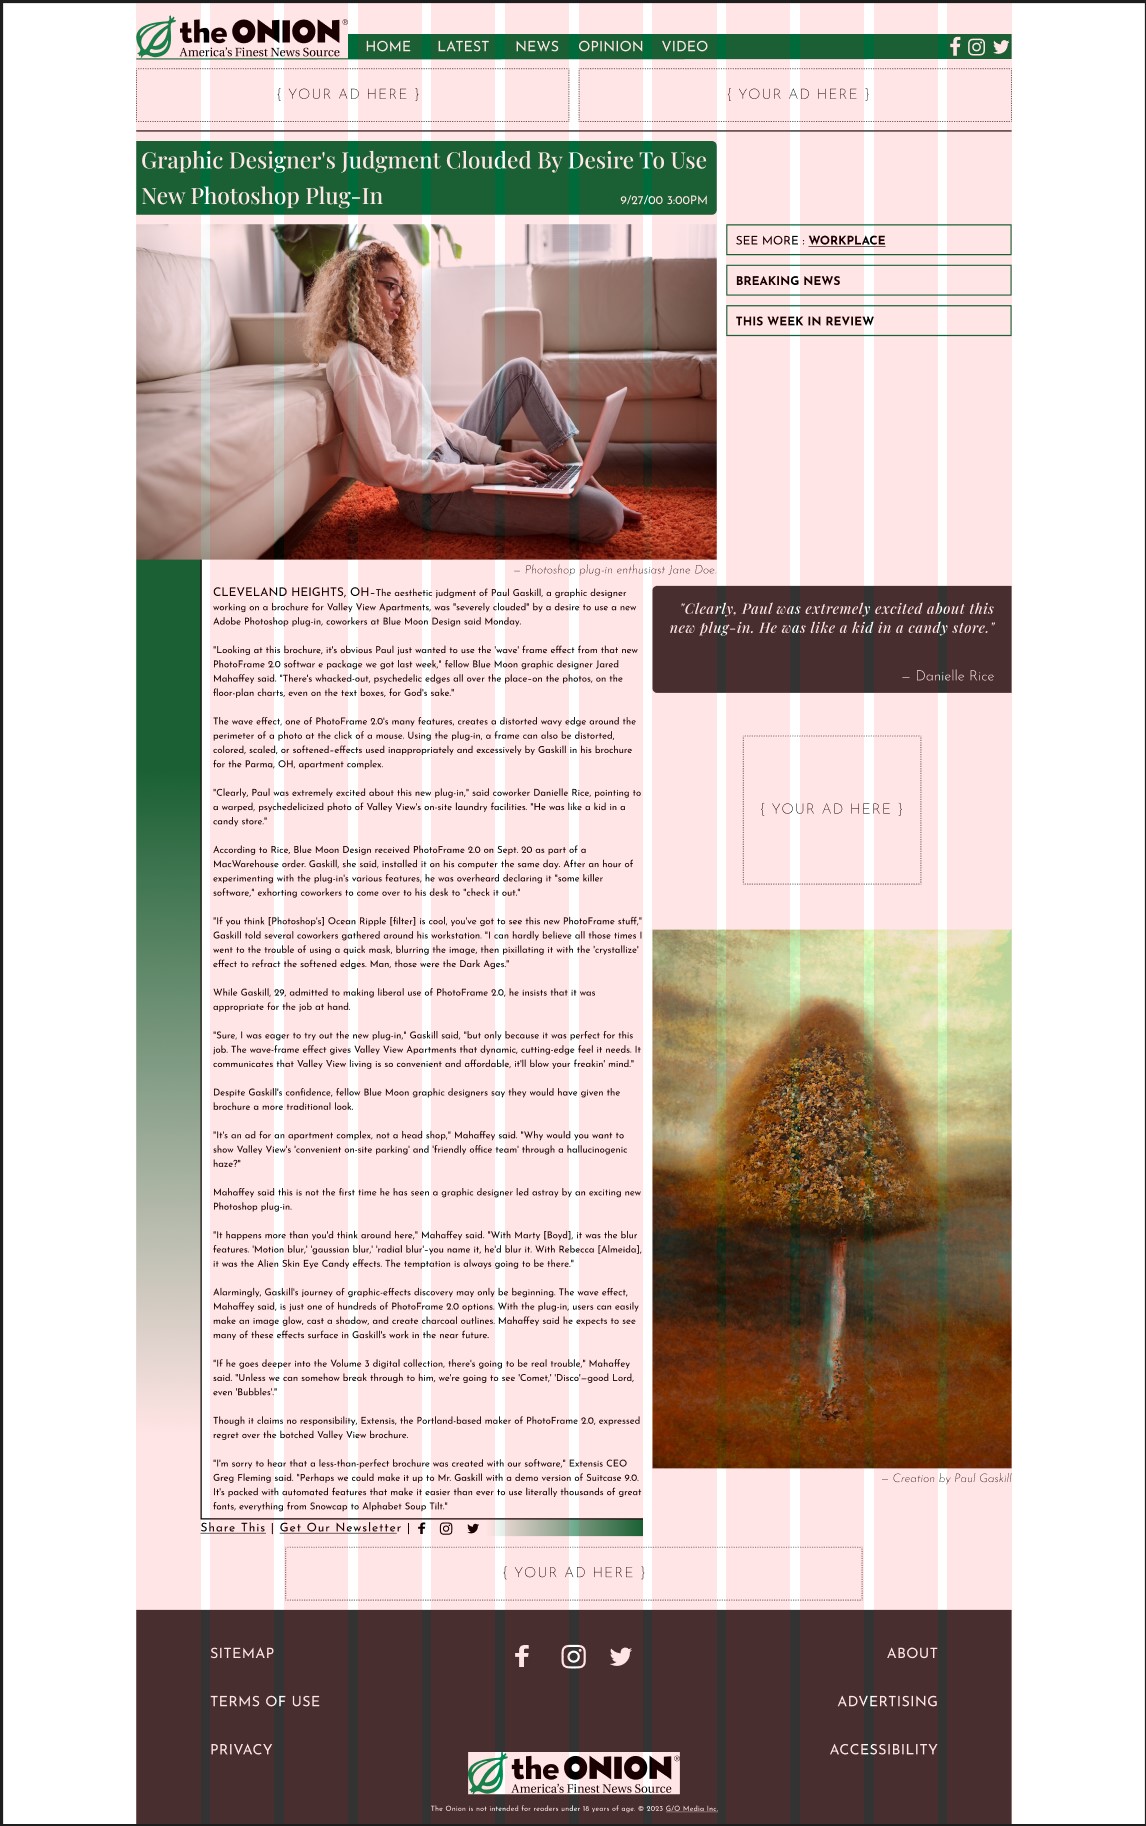 the ONION®
America's Finest News Source
HOME LATEST NEWS OPINION VIDEO
{ YOUR AD HERE } { YOUR AD HERE }
Graphic Designer's Judgment Clouded By Desire To Use
New Photoshop Plug-In 9/27/00 3:00PM
SEE MORE : WORKPLACE
BREAKING NEWS
THIS WEEK IN REVIEW
— Photoshop plug-in enthusiast Jane Doe.
CLEVELAND HEIGHTS, OH–The aesthetic judgment of Paul Gaskill, a graphic designer
working on a brochure for Valley View Apartments, was "severely clouded" by a desire to use a new
Adobe Photoshop plug-in, coworkers at Blue Moon Design said Monday.
"Looking at this brochure, it's obvious Paul just wanted to use the 'wave' frame effect from that new
PhotoFrame 2.0 softwar e package we got last week," fellow Blue Moon graphic designer Jared
Mahaffey said. "There's whacked-out, psychedelic edges all over the place–on the photos, on the
floor-plan charts, even on the text boxes, for God's sake."
The wave effect, one of PhotoFrame 2.0's many features, creates a distorted wavy edge around the
perimeter of a photo at the click of a mouse. Using the plug-in, a frame can also be distorted,
colored, scaled, or softened–effects used inappropriately and excessively by Gaskill in his brochure
for the Parma, OH, apartment complex.
"Clearly, Paul was extremely excited about this new plug-in," said coworker Danielle Rice, pointing to
a warped, psychedelicized photo of Valley View's on-site laundry facilities. "He was like a kid in a
candy store."
According to Rice, Blue Moon Design received PhotoFrame 2.0 on Sept. 20 as part of a
MacWarehouse order. Gaskill, she said, installed it on his computer the same day. After an hour of
experimenting with the plug-in's various features, he was overheard declaring it "some killer
software," exhorting coworkers to come over to his desk to "check it out."
"If you think [Photoshop's] Ocean Ripple [filter] is cool, you've got to see this new PhotoFrame stuff,"
Gaskill told several coworkers gathered around his workstation. "I can hardly believe all those times I
went to the trouble of using a quick mask, blurring the image, then pixillating it with the 'crystallize'
effect to refract the softened edges. Man, those were the Dark Ages."
While Gaskill, 29, admitted to making liberal use of PhotoFrame 2.0, he insists that it was
appropriate for the job at hand.
"Sure, I was eager to try out the new plug-in," Gaskill said, "but only because it was perfect for this
job. The wave-frame effect gives Valley View Apartments that dynamic, cutting-edge feel it needs. It
communicates that Valley View living is so convenient and affordable, it'll blow your freakin' mind."
Despite Gaskill's confidence, fellow Blue Moon graphic designers say they would have given the
brochure a more traditional look.
"It's an ad for an apartment complex, not a head shop," Mahaffey said. "Why would you want to
show Valley View's 'convenient on-site parking' and 'friendly office team' through a hallucinogenic
haze?"
Mahaffey said this is not the first time he has seen a graphic designer led astray by an exciting new
Photoshop plug-in.
"It happens more than you'd think around here," Mahaffey said. "With Marty [Boyd], it was the blur
features. 'Motion blur,' 'gaussian blur,' 'radial blur'–you name it, he'd blur it. With Rebecca [Almeida],
it was the Alien Skin Eye Candy effects. The temptation is always going to be there."
Alarmingly, Gaskill's journey of graphic-effects discovery may only be beginning. The wave effect,
Mahaffey said, is just one of hundreds of PhotoFrame 2.0 options. With the plug-in, users can easily
make an image glow, cast a shadow, and create charcoal outlines. Mahaffey said he expects to see
many of these effects surface in Gaskill's work in the near future.
"If he goes deeper into the Volume 3 digital collection, there's going to be real trouble," Mahaffey
said. "Unless we can somehow break through to him, we're going to see 'Comet,' 'Disco'—good Lord,
even 'Bubbles'."
Though it claims no responsibility, Extensis, the Portland-based maker of PhotoFrame 2.0, expressed
regret over the botched Valley View brochure.
"I'm sorry to hear that a less-than-perfect brochure was created with our software," Extensis CEO
Greg Fleming said. "Perhaps we could make it up to Mr. Gaskill with a demo version of Suitcase 9.0.
It's packed with automated features that make it easier than ever to use literally thousands of great
fonts, everything from Snowcap to Alphabet Soup Tilt."
"Clearly, Paul was extremely excited about this
new plug-in. He was like a kid in a candy store."
— Danielle Rice
{ YOUR AD HERE }
— Creation by Paul Gaskill
Share This | Get Our Newsletter |
{ YOUR AD HERE }
SITEMAP
TERMS OF USE
PRIVACY
ABOUT
ADVERTISING
ACCESSIBILITY
the ONION®
America's Finest News Source
The Onion is not intended for readers under 18 years of age. © 2023 G/O Media Inc.